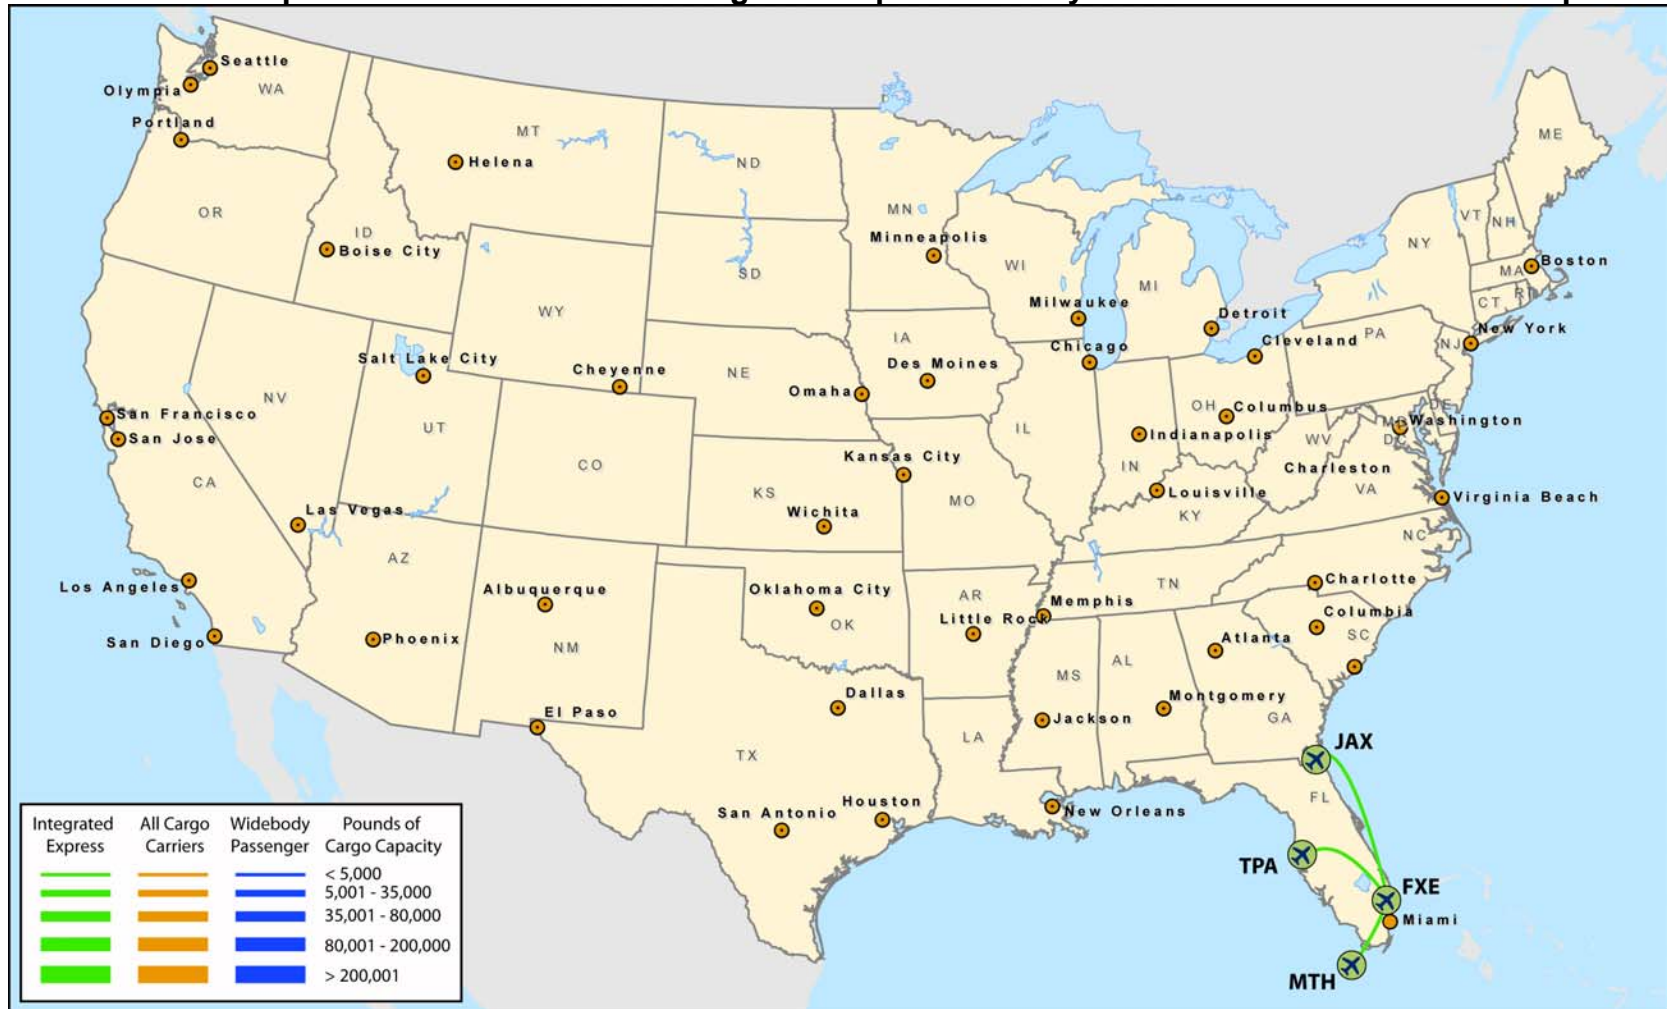 Seattle
WA
Olympia
Portland
MT
Helena
ND
ME
OR
ID
Boise City
MN
Minneapolis
SD
WI
MI
NY
VT
NH
MA
Boston
CT
RI
WY
Milwaukee
Detroit
Chicago
Cleveland
PA
New York
NJ
IA
Des Moines
Salt Lake City
Cheyenne
NE
Omaha
NV
UT
San Francisco
San Jose
CO
IL
OH
Columbus
Indianapolis
IN
MD
DE
Washington
DC
WV
Charleston
VA
Virginia Beach
CA
Kansas City
KS
MO
Wichita
Louisville
KY
Las Vegas
NC
AZ
Los Angeles
Albuquerque
Oklahoma City
OK
AR
Little Rock
Memphis
TN
Charlotte
Columbia
SC
San Diego
Phoenix
NM
MS
AL
Atlanta
El Paso
Dallas
Jackson
Montgomery
GA
TX
LA
JAX
FL
San Antonio
Houston
New Orleans
TPA
FXE
Miami
MTH
Integrated
Express
All Cargo
Carriers
Widebody
Passenger
Pounds of
Cargo Capacity
< 5,000
5,001 - 35,000
35,001 - 80,000
80,001 - 200,000
> 200,001